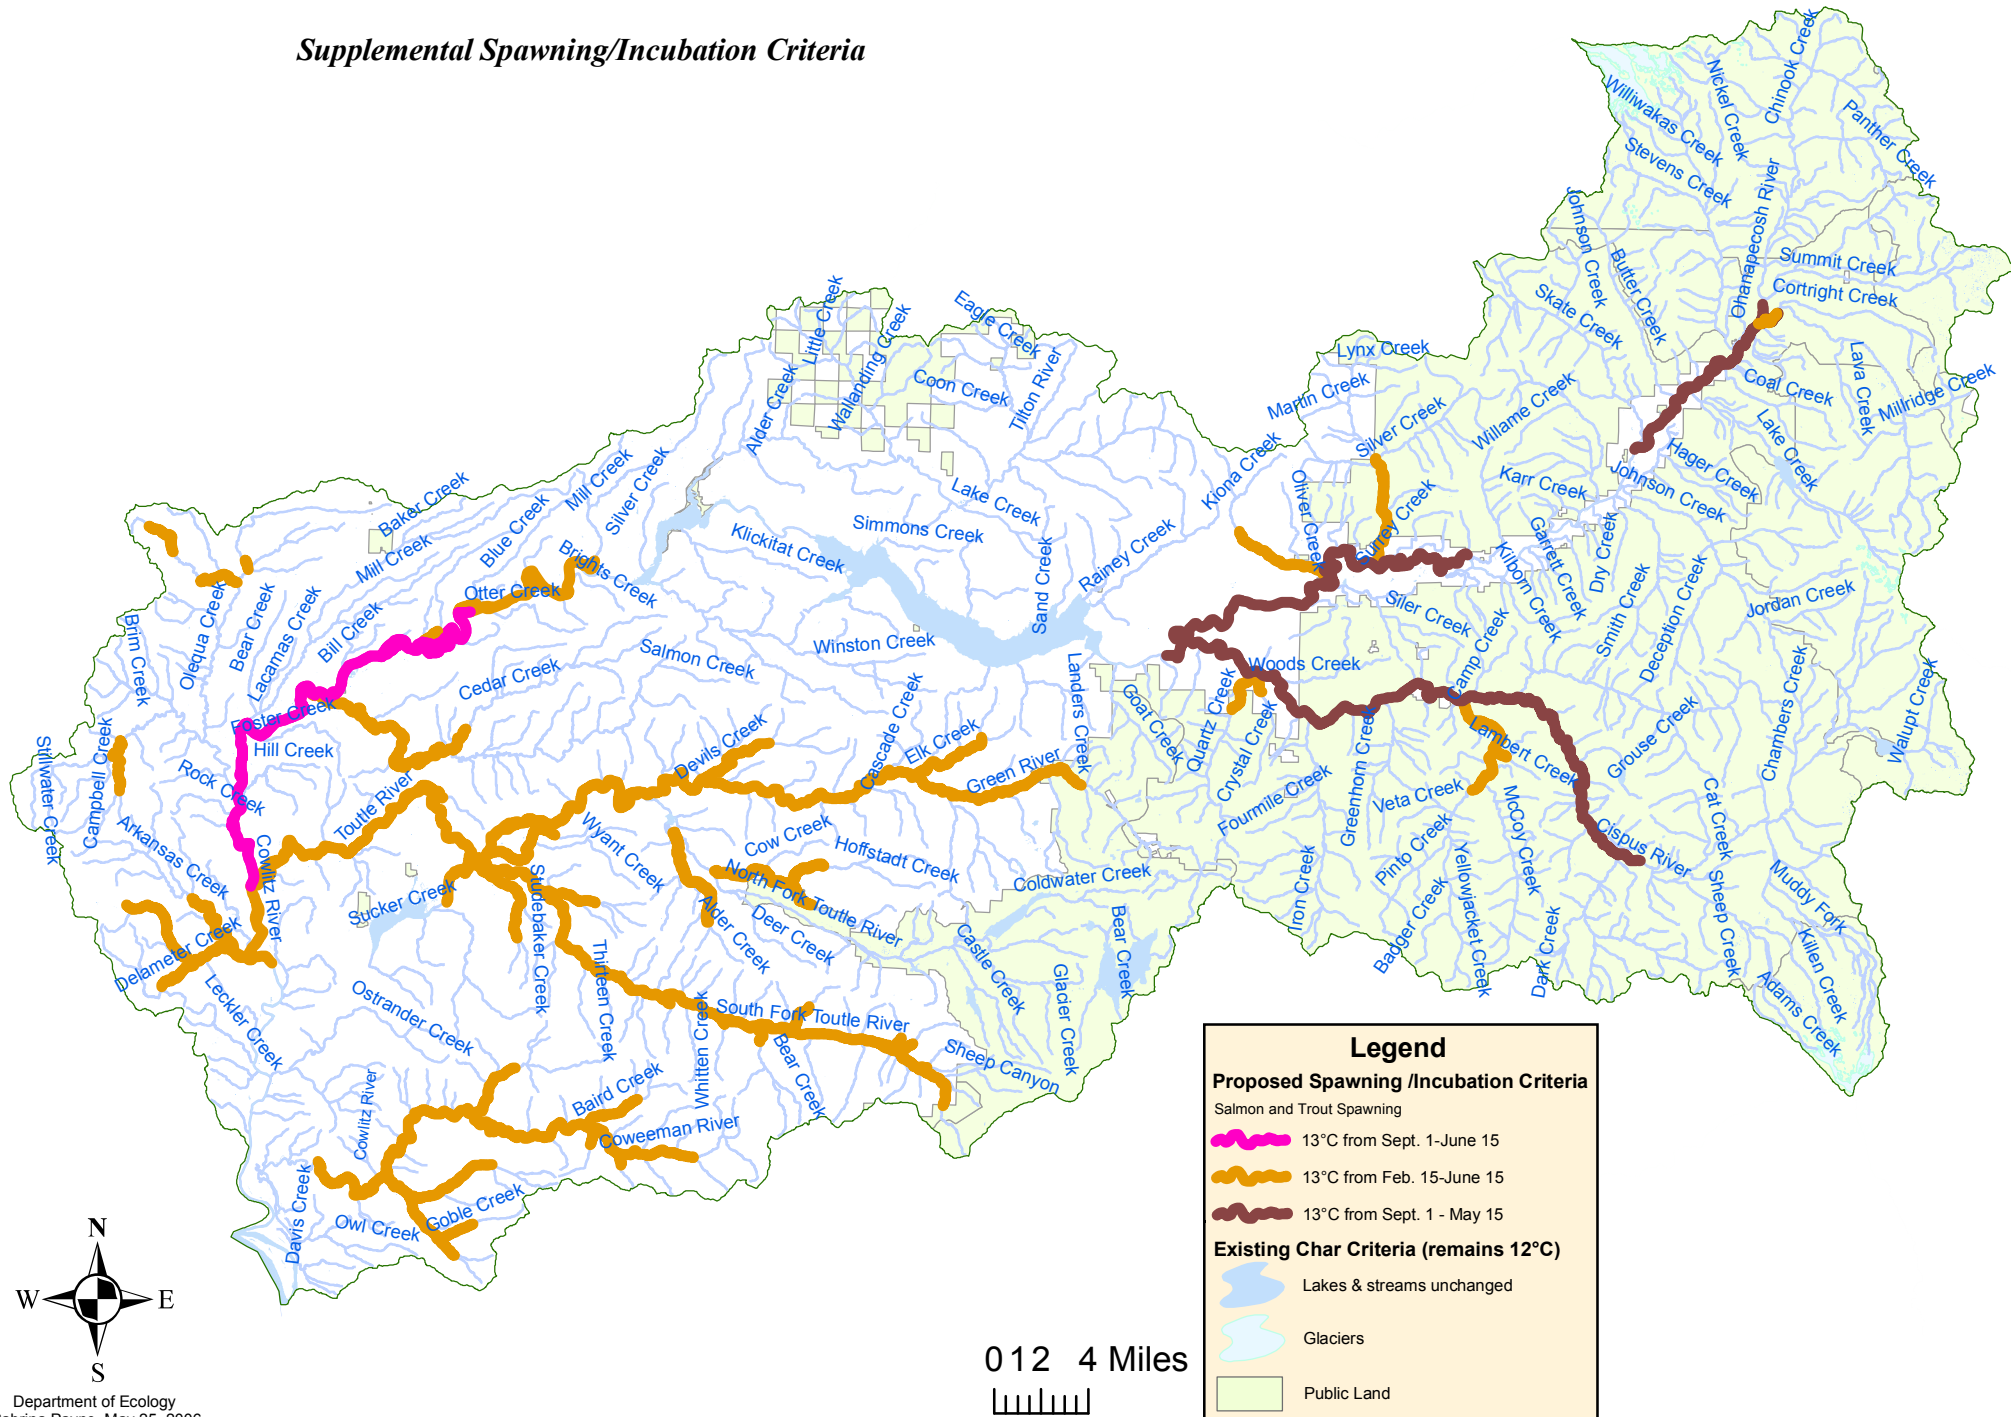 Supplemental Spawning/Incubation Criteria
Chinook Creek
Nickel Creek
Williwakas Creek
Panther Creek
Stevens Creek
Ohanapecosh River
Johnson Creek
Butter Creek
Summit Creek
Cortright Creek
Skate Creek
Little Creek
Eagle Creek
Wallanding Creek
Lynx Creek
Coon Creek
Tilton River
Alder Creek
Martin Creek
Lava Creek
Coal Creek
Millridge Creek
Silver Creek
Willame Creek
Lake Creek
Kiona Creek
Hager Creek
Johnson Creek
Karr Creek
Oliver Creek
Surrey Creek
Baker Creek
Mill Creek
Silver Creek
Blue Creek
Mill Creek
Lake Creek
Simmons Creek
Klickitat Creek
Sand Creek
Rainey Creek
Brights Creek
Otter Creek
Garrett Creek
Dry Creek
Kilborn Creek
Smith Creek
Deception Creek
Jordan Creek
Siler Creek
Camp Creek
Brim Creek
Olequa Creek
Bear Creek
Lacamas Creek
Bill Creek
Salmon Creek
Winston Creek
Cedar Creek
Landers Creek
Woods Creek
Goat Creek
Quartz Creek
Crystal Creek
Chambers Creek
Walupt Creek
Foster Creek
Hill Creek
Cascade Creek
Devils Creek
Elk Creek
Green River
Greenhorn Creek
Lambert Creek
Grouse Creek
Stillwater Creek
Campbell Creek
Rock Creek
Toutle River
Fourmile Creek
Veta Creek
McCoy Creek
Cat Creek
Arkansas Creek
Cowlitz River
Wyant Creek
Cow Creek
Hoffstadt Creek
Coldwater Creek
Iron Creek
Pinto Creek
Cispus River
Muddy Fork
Sucker Creek
Studebaker Creek
North Fork Toutle River
Alder Creek
Deer Creek
Castle Creek
Bear Creek
Badger Creek
Yellowjacket Creek
Dark Creek
Sheep Creek
Killen Creek
Adams Creek
Delameter Creek
Leckler Creek
Ostrander Creek
Thirteen Creek
Whitten Creek
South Fork Toutle River
Bear Creek
Glacier Creek
Sheep Canyon
Cowlitz River
Baird Creek
Coweeman River
Davis Creek
Owl Creek
Goble Creek
N
W
E
S
Department of Ecology
0 1 2 4 Miles
Legend
Proposed Spawning /Incubation Criteria
Salmon and Trout Spawning
13°C from Sept. 1-June 15
13°C from Feb. 15-June 15
13°C from Sept. 1 - May 15
Existing Char Criteria (remains 12°C)
Lakes & streams unchanged
Glaciers
Public Land